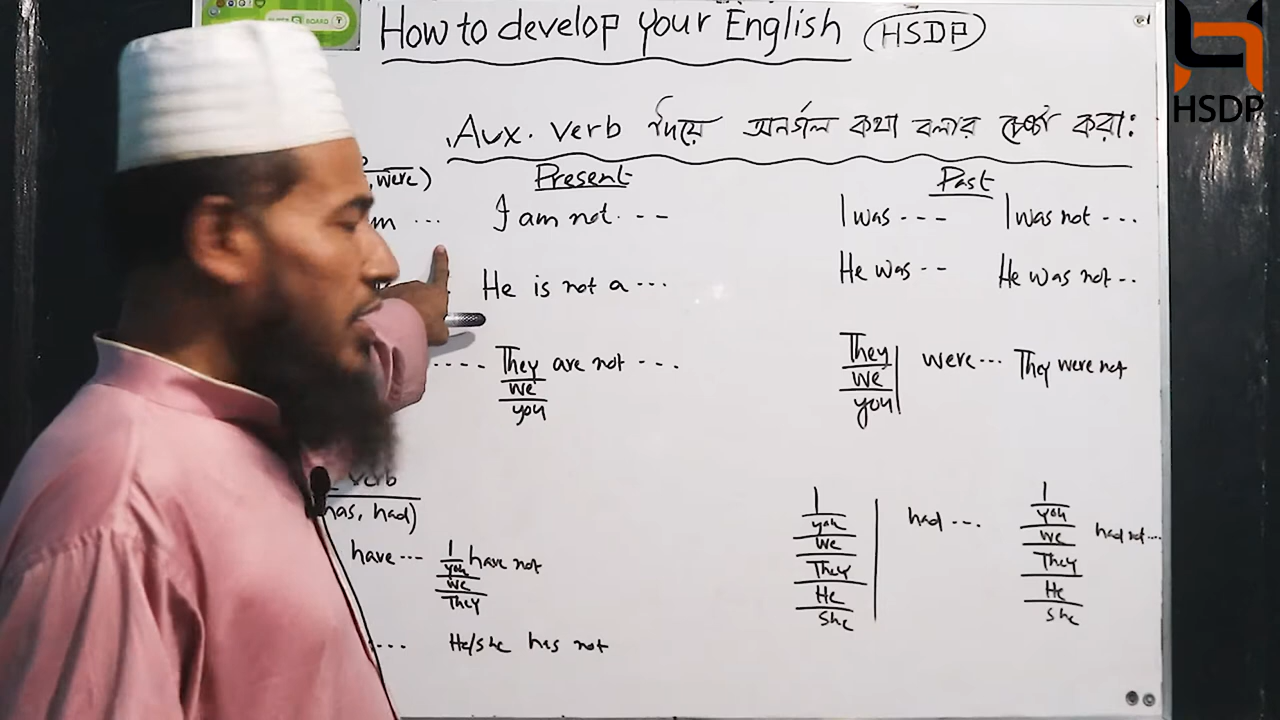 How to develop your English (HSDP)
HSDP
BOARD
Aux. verb দিয়ে অনর্গল কথা বলার চেষ্টা করা:
were)
Present
Past
m ... I am not. ---
I was --- I was not ---
He is not a ---
He was -- He was not --
---- They are not ---
we
you
They were --- They were not
we
you
verb
has, had)
have --- I have not
you
we
They
I had --- I had not ---
you you
we we
They They
He He
she she
... He/she has not